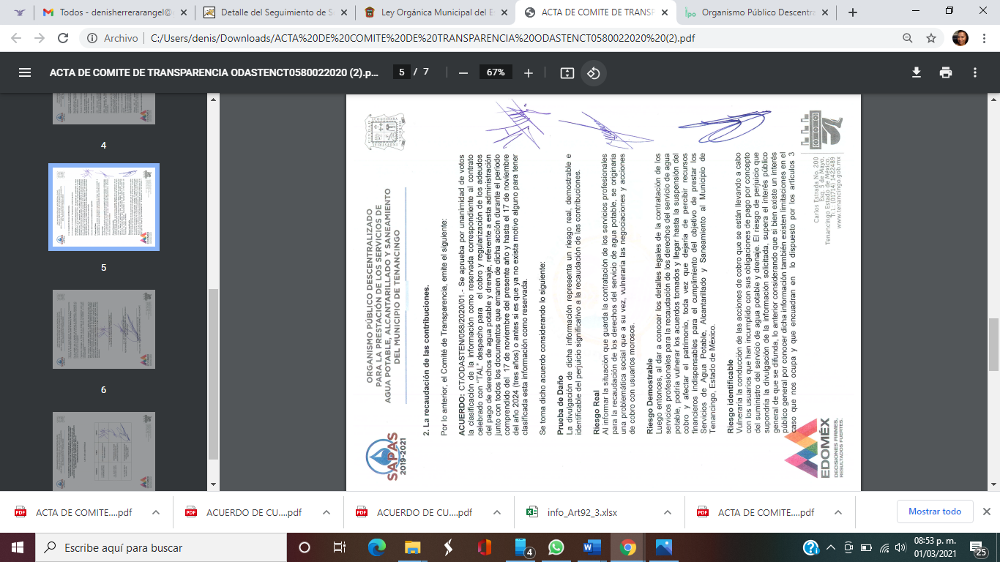 Todos - denisherrerarangel@
Detalle del Seguimiento de S
Ley Orgánica Municipal del E
ACTA DE COMITE DE TRANSP
Organismo Público Descentra
Archivo
C:/Users/denis/Downloads/ACTA%20DE%20COMITE%20DE%20TRANSPARENCIA%20ODASTENCT0580022020%20(2).pdf
ACTA DE COMITE DE TRANSPARENCIA ODASTENCT0580022020 (2).p...
5 / 7
67%
4
5
6
SAPAS
2019-2021
ORGANISMO PÚBLICO DESCENTRALIZADO
PARA LA PRESTACIÓN DE LOS SERVICIOS DE
AGUA POTABLE, ALCANTARILLADO Y SANEAMIENTO
DEL MUNICIPIO DE TENANCINGO
2. La recaudación de las contribuciones.
Por lo anterior, el Comité de Transparencia, emite el siguiente:
ACUERDO: CT/ODASTEN/058/2020/01.- Se aprueba por unanimidad de votos
la clasificación de la información como reservada correspondiente al contrato
celebrado con "TAL" despacho para el cobro y regularización de los adeudos
del pago de derechos de agua potable y drenaje, referente a esta administración
junto con todos los documentos que emanen de dicha acción durante el periodo
comprendido del 17 de noviembre del presente año y hasta el 17 de noviembre
del año 2024 (tres años) o antes si es que ya no exista motivo alguno para tener
clasificada esta información como reservada.
Se toma dicho acuerdo considerando lo siguiente:
Prueba de Daño
La divulgación de dicha información representa un riesgo real, demostrable e
identificable del perjuicio significativo a la recaudación de las contribuciones.
Riesgo Real
Al informar la situación que guarda la contratación de los servicios profesionales
para la recaudación de los derechos del servicio de agua potable, se originaria
una problemática social que a su vez, vulneraría las negociaciones y acciones
de cobro con usuarios morosos.
Riesgo Demostrable
Luego entonces, al dar a conocer los detalles legales de la contratación de los
servicios profesionales para la recaudación de los derechos del servicio de agua
potable, podría vulnerar los acuerdos tomados y llegar hasta la suspensión del
cobro y afectar el patrimonio, toda vez que dejaría de percibir recursos
financieros indispensables para el cumplimiento del objetivo de prestar los
Servicios de Agua Potable, Alcantarillado y Saneamiento al Municipio de
Tenancingo, Estado de México.
Riesgo identificable
Vulneraría la conducción de las acciones de cobro que se están llevando a cabo
con los usuarios que han incumplido con sus obligaciones de pago por concepto
del suministro del servicio de agua potable y drenaje. El riesgo de perjuicio que
supondría la divulgación de la información solicitada, supera el interés público
general de que se difunda, lo anterior considerando que si bien existe un interés
público general por conocer dicha información también existen limitaciones en el
caso que nos ocupa y que encuadran en lo dispuesto por los artículos 3
EDOMÉX
DECISIONES FIRMES,
RESULTADOS FUERTES.
Carlos Estrada No. 200
Esq. 5 de Mayo,
Tenancingo Estado de México.
TEL: (01714) 1422489
www.tenancingo.gob.mx
ACTA DE COMITE....pdf
ACUERDO DE CU....pdf
ACUERDO DE CU....pdf
info_Art92_3.xlsx
ACTA DE COMITE....pdf
Mostrar todo
Escribe aquí para buscar
4
08:53 p. m.
01/03/2021
25